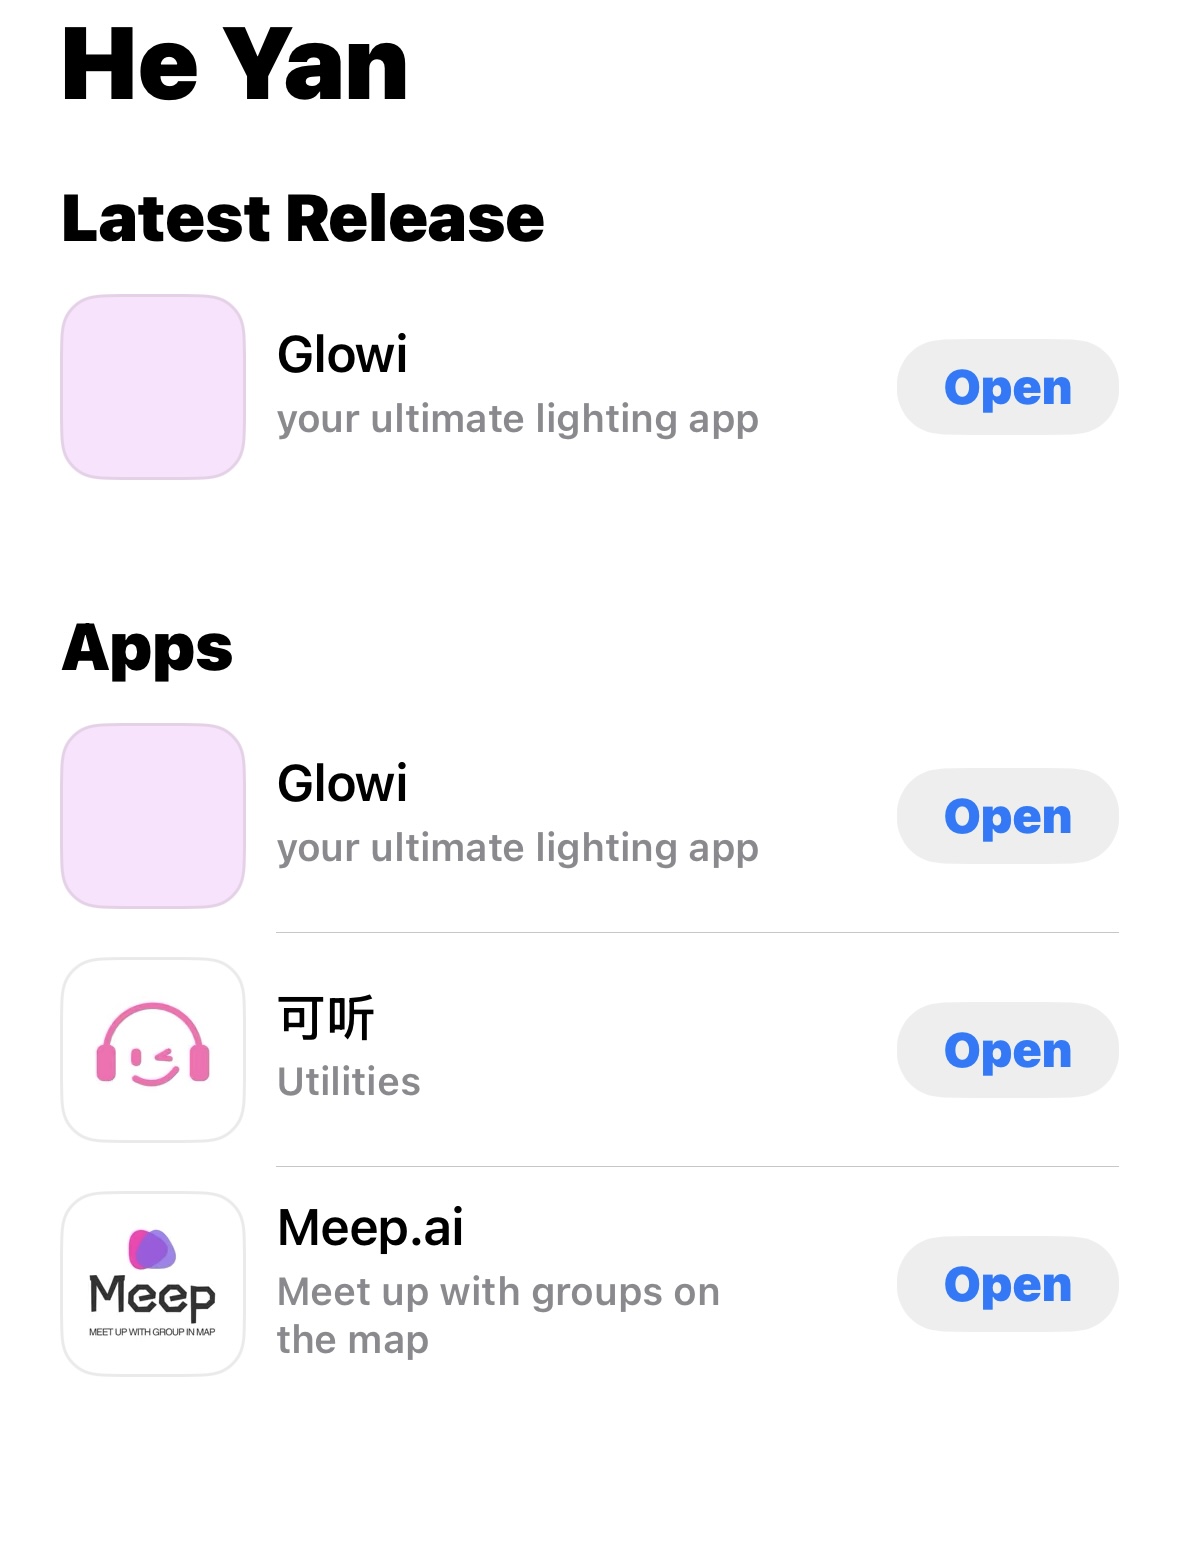 He Yan
Latest Release
Glowi
your ultimate lighting app
Open
Apps
Glowi
your ultimate lighting app
Open
可听
Utilities
Open
Meep
MEET UP WITH GROUP IN MAP
Meep.ai
Meet up with groups on
the map
Open